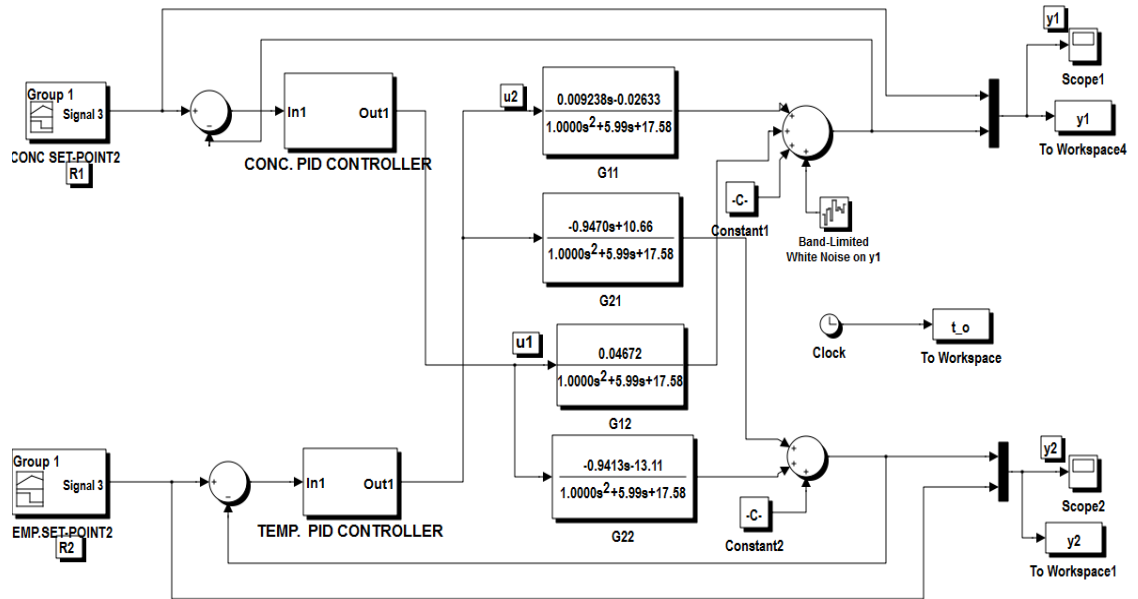 y1
Scope1
Group 1
Signal 3
CONC SET-POINT2
R1
In1
Out1
CONC. PID CONTROLLER
u2
0.009238s-0.02633
1.0000s²+5.99s+17.58
G11
y1
To Workspace4
-C-
Constant1
Band-Limited
White Noise on y1
-0.9470s+10.66
1.0000s²+5.99s+17.58
G21
Clock
t_o
To Workspace
u1
0.04672
1.0000s²+5.99s+17.58
G12
Group 1
Signal 3
EMP.SET-POINT2
R2
In1
Out1
TEMP. PID CONTROLLER
-0.9413s-13.11
1.0000s²+5.99s+17.58
G22
-C-
Constant2
y2
Scope2
y2
To Workspace1